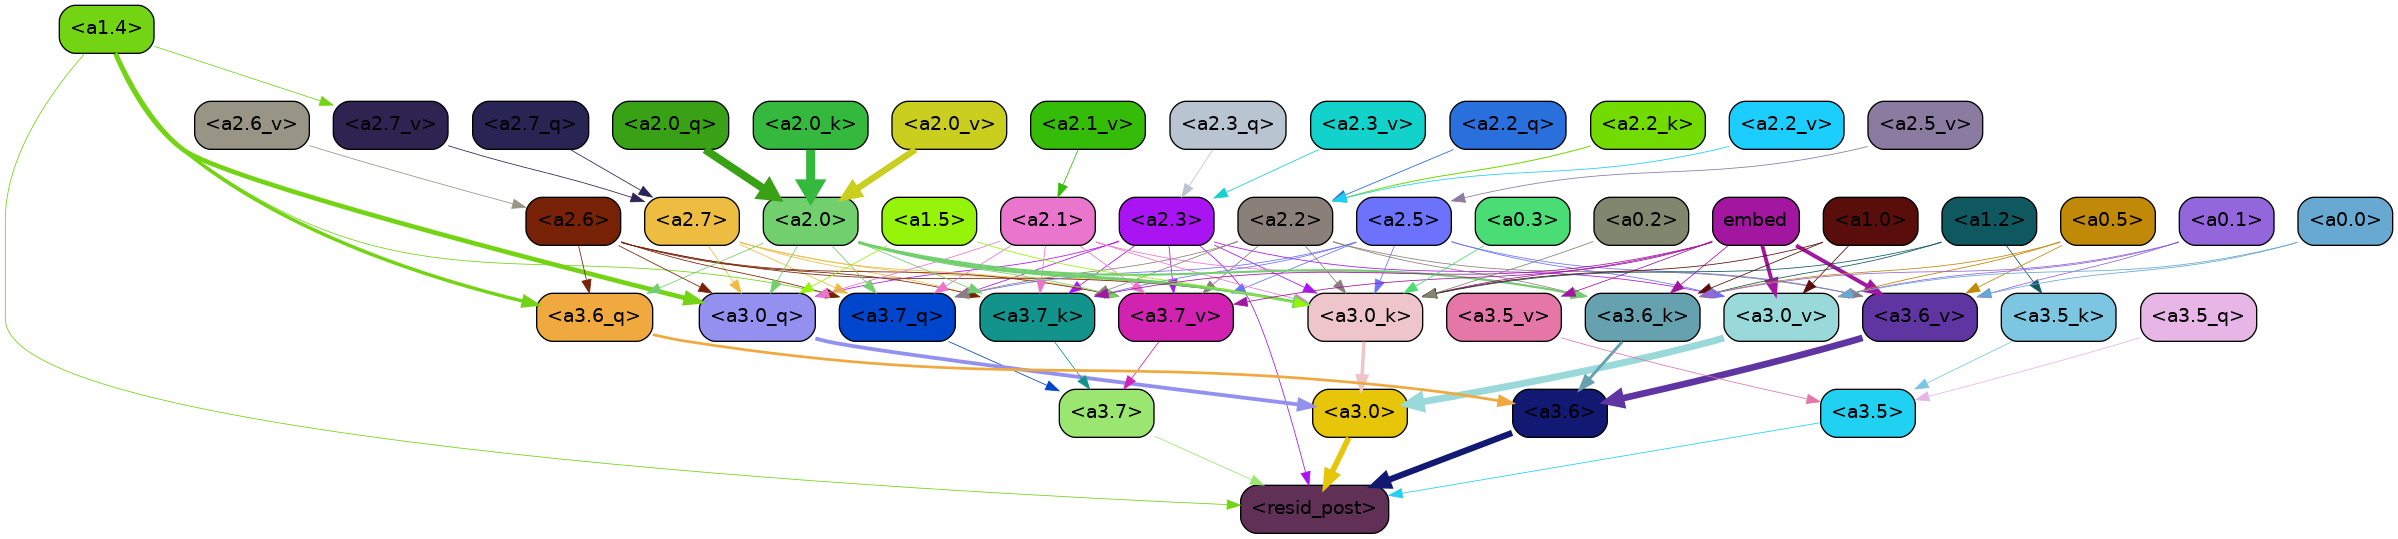 <a1.4>
<a2.6_v> <a2.7_v> <a2.7_q> <a2.0_q> <a2.0_k> <a2.0_v> <a2.1_v> <a2.3_q> <a2.3_v> <a2.2_q> <a2.2_k> <a2.2_v> <a2.5_v>
<a2.6> <a2.7> <a2.0> <a1.5> <a2.1> <a2.3> <a2.2> <a2.5> <a0.3> <a0.2> embed <a1.0> <a1.2> <a0.5> <a0.1> <a0.0>
<a3.6_q> <a3.0_q> <a3.7_q> <a3.7_k> <a3.7_v> <a3.0_k> <a3.5_v> <a3.6_k> <a3.0_v> <a3.6_v> <a3.5_k> <a3.5_q>
<a3.7> <a3.0> <a3.6> <a3.5>
<resid_post>